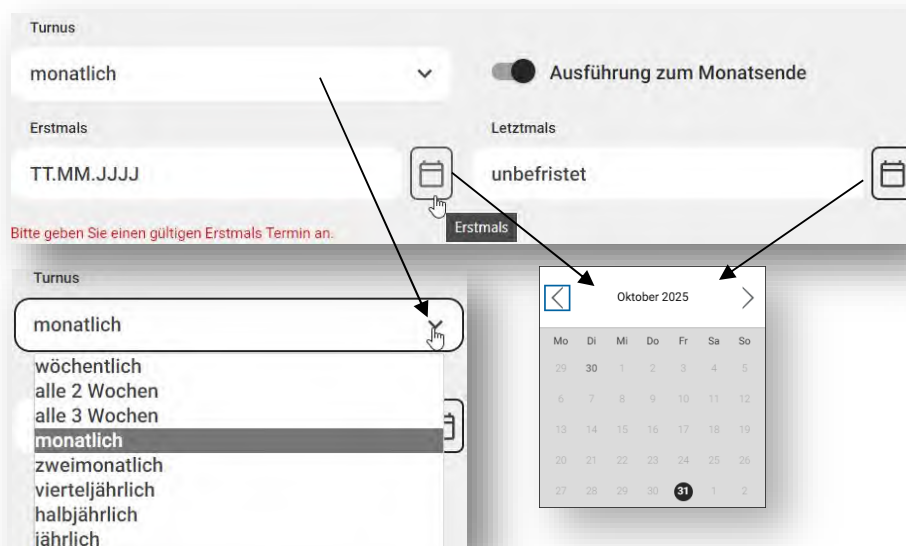 Turnus
monatlich
Ausführung zum Monatsende
Erstmals
Letztmals
TT.MM.JJJJ
unbefristet
Bitte geben Sie einen gültigen Erstmals Termin an.
Erstmals
Turnus
monatlich
wöchentlich
alle 2 Wochen
alle 3 Wochen
monatlich
zweimonatlich
vierteljährlich
halbjährlich
jährlich
Oktober 2025
Mo Di Mi Do Fr Sa So
29 30 1 2 3 4 5
6 7 8 9 10 11 12
13 14 15 16 17 18 19
20 21 22 23 24 25 26
27 28 29 30 31 1 2